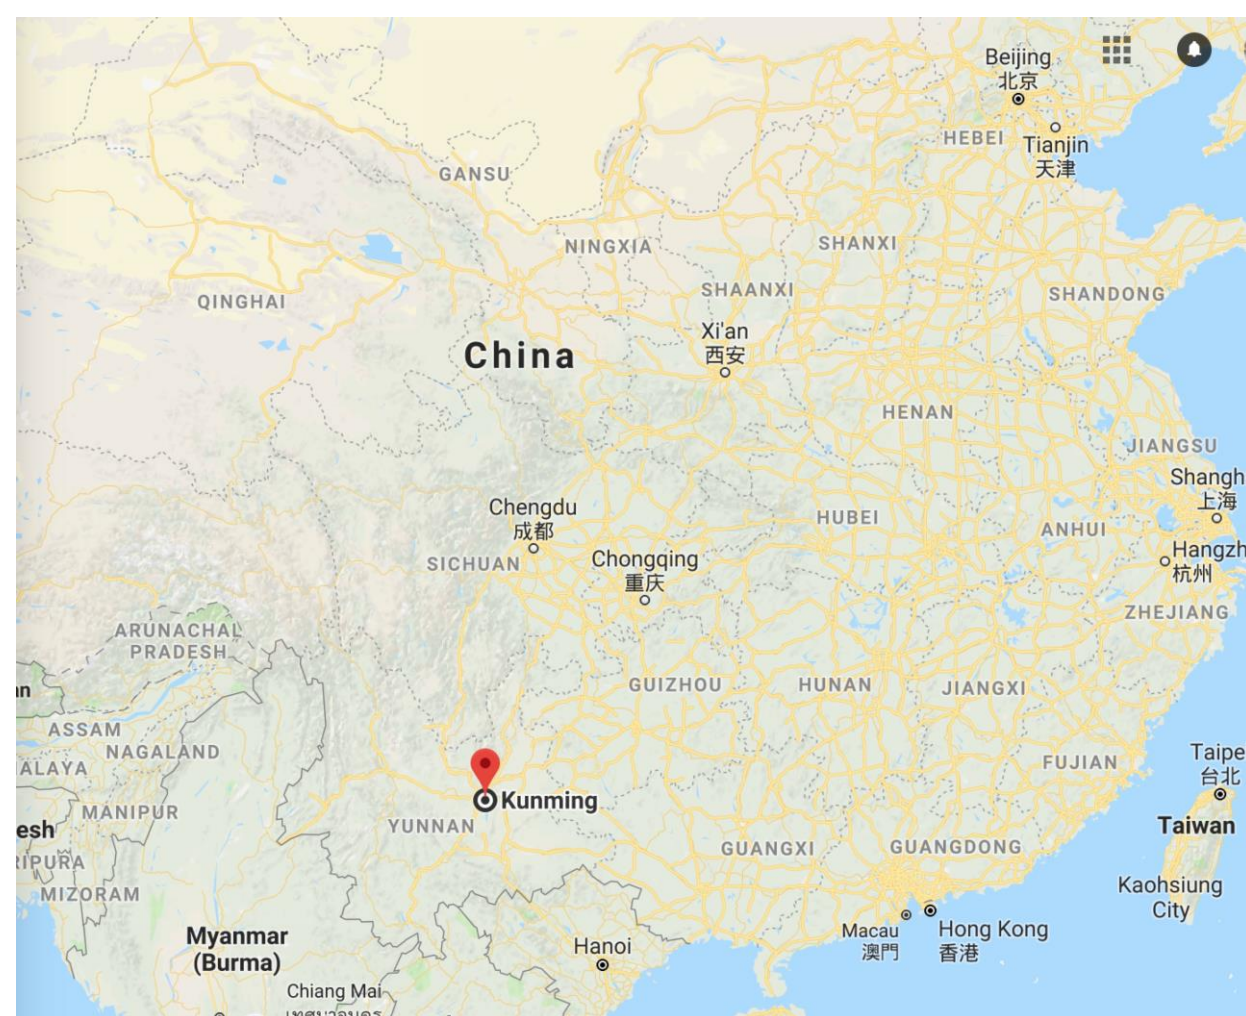 Beijing
北京
HEBEI
Tianjin
天津
GANSU
NINGXIA
SHANXI
QINGHAI
SHAANXI
SHANDONG
Xi'an
西安
China
HENAN
JIANGSU
Shangh
上海
Chengdu
成都
HUBEI
ANHUI
SICHUAN
Chongqing
重庆
Hangzh
杭州
ZHEJIANG
ARUNACHAL
PRADESH
GUIZHOU
HUNAN
JIANGXI
an
ASSAM
NAGALAND
ALAYA
FUJIAN
Taipe
台北
MANIPUR
Kunming
YUNNAN
esh
Taiwan
RIPURA
GUANGXI
GUANGDONG
MIZORAM
Kaohsiung
City
Myanmar
(Burma)
Hanoi
Macau
澳門
Hong Kong
香港
Chiang Mai